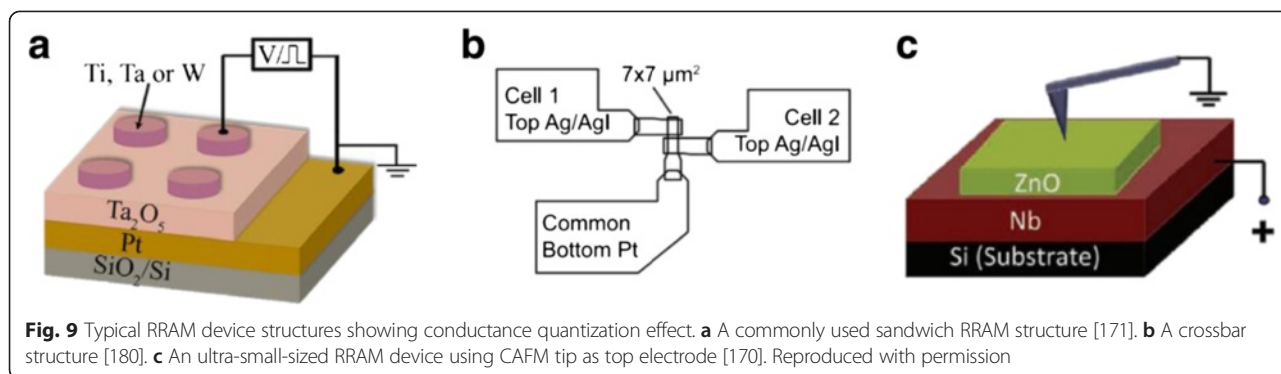 a
Ti, Ta or W
V/
Ta₂O₅
Pt
SiO₂/Si
b
7x7 μm²
Cell 1
Top Ag/AgI
Cell 2
Top Ag/AgI
Common
Bottom Pt
c
ZnO
Nb
Si (Substrate)
+
Fig. 9 Typical RRAM device structures showing conductance quantization effect. a A commonly used sandwich RRAM structure [171]. b A crossbar
structure [180]. c An ultra-small-sized RRAM device using CAFM tip as top electrode [170]. Reproduced with permission